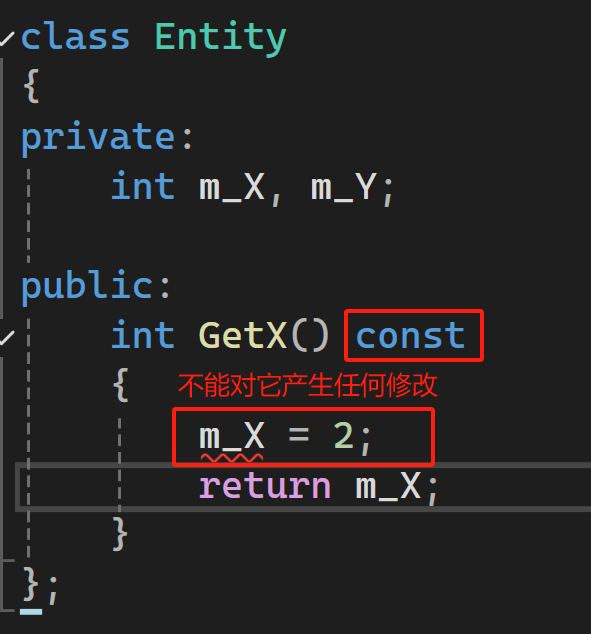 class Entity
{
private:
    int m_X, m_Y;
public:
    int GetX() const
    {
不能对它产生任何修改
        m_X = 2;
        return m_X;
    }
};